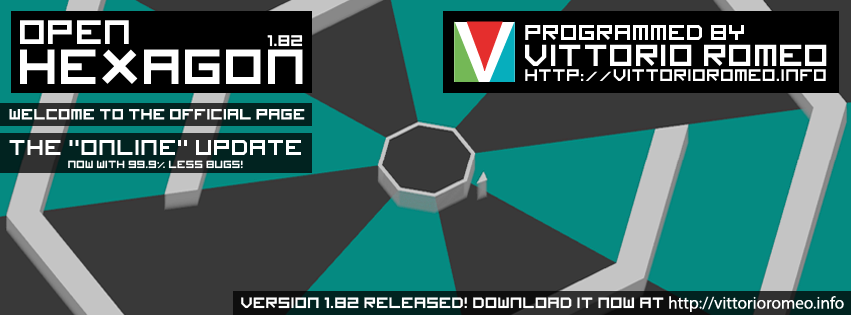 OPEN
1.82
HEXAGON
WELCOME TO THE OFFICIAL PAGE
THE "ONLINE" UPDATE
NOW WITH 99.9% LESS BUGS!
V
PROGRAMMED BY
VITTORIO ROMEO
HTTP://VITTORIOROMEO.INFO
VERSION 1.82 RELEASED! DOWNLOAD IT NOW AT http://vittorioromeo.info